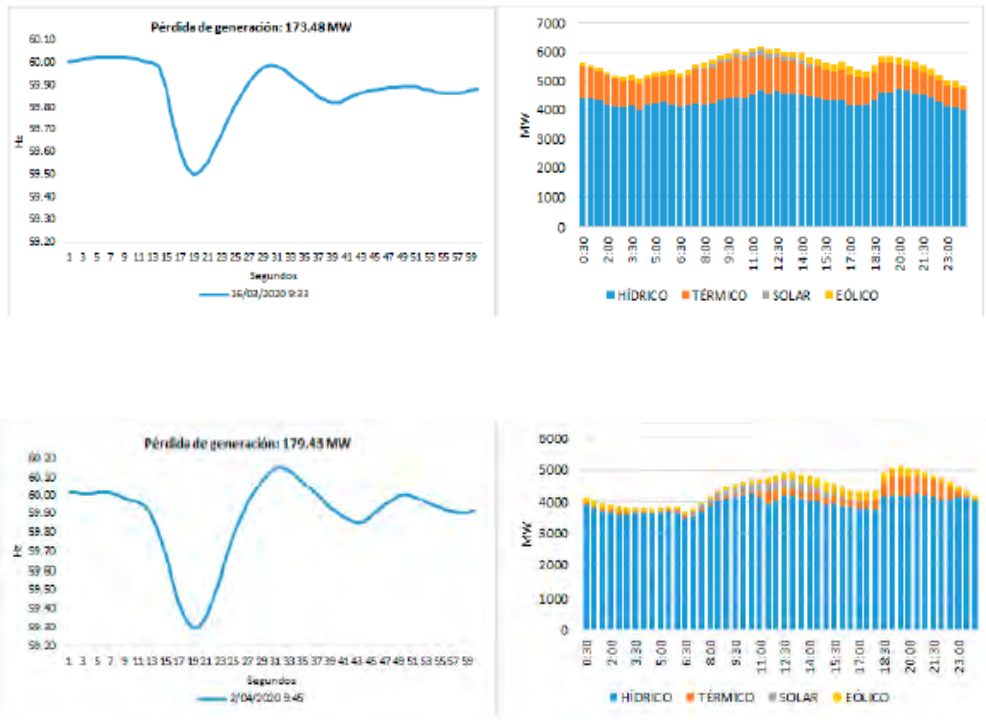 Pérdida de generación: 173.48 MW
60.10
60.00
59.90
59.80
59.70
59.60
59.50
59.40
59.30
59.20
Hz
1 3 5 7 9 11 13 15 17 19 21 23 25 27 29 31 33 35 37 39 41 43 45 47 49 51 53 55 57 59
Segundos
16/03/2020 9:33
7000
6000
5000
4000
3000
2000
1000
0
MW
0:30 2:00 3:30 5:00 6:30 8:00 9:30 11:00 12:30 14:00 15:30 17:00 18:30 20:00 21:30 23:00
HÍDRICO TÉRMICO SOLAR EÓLICO
Pérdida de generación: 179.43 MW
60.20
60.10
60.00
59.90
59.80
59.70
59.60
59.50
59.40
59.30
59.20
Hz
1 3 5 7 9 11 13 15 17 19 21 23 25 27 29 31 33 35 37 39 41 43 45 47 49 51 53 55 57 59
Segundos
2/04/2020 9:45
6000
5000
4000
3000
2000
1000
0
MW
0:30 2:00 3:30 5:00 6:30 8:00 9:30 11:00 12:30 14:00 15:30 17:00 18:30 20:00 21:30 23:00
HÍDRICO TÉRMICO SOLAR EÓLICO